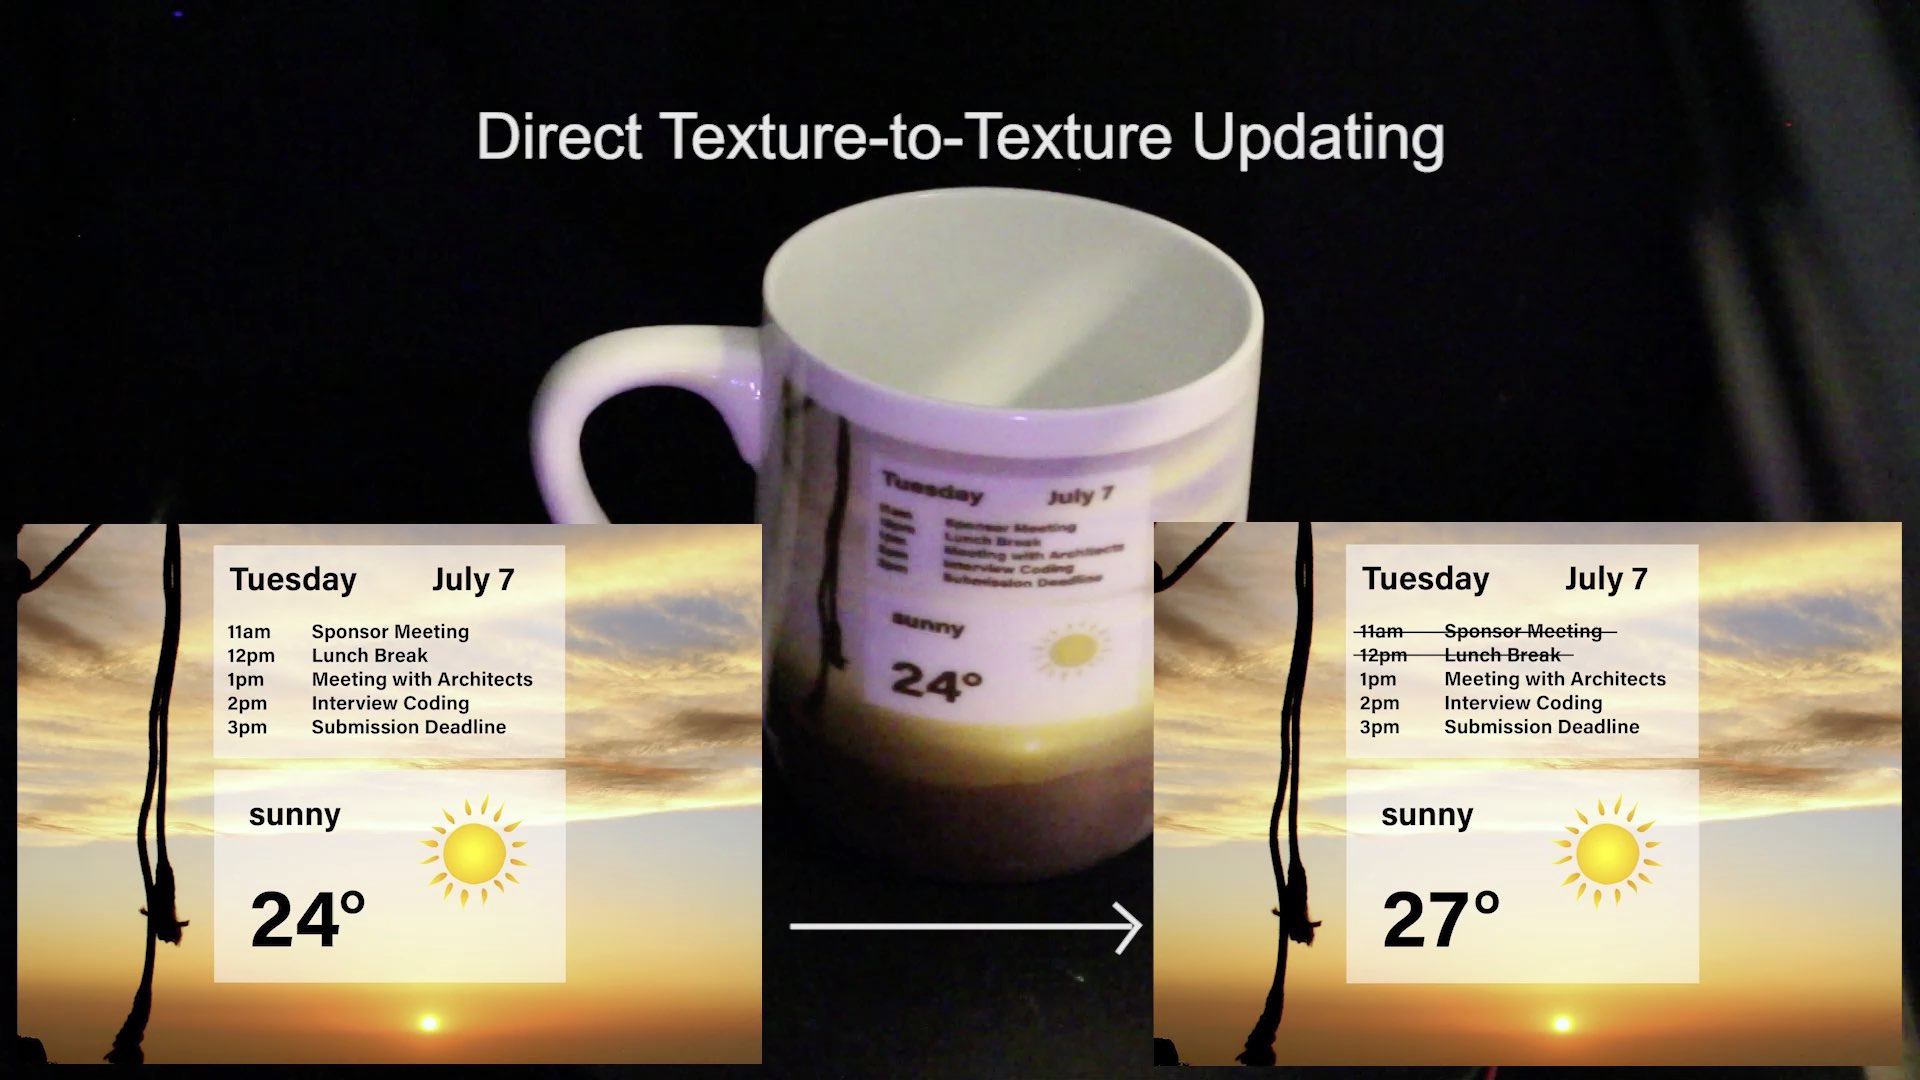 Direct Texture-to-Texture Updating
Tuesday July 7
Sponsor Meeting
Lunch Break
Meeting with Architects
Interview Coding
Submission Deadline
sunny
24°
Tuesday July 7
11am Sponsor Meeting
12pm Lunch Break
1pm Meeting with Architects
2pm Interview Coding
3pm Submission Deadline
sunny
24°
Tuesday July 7
11am Sponsor Meeting
12pm Lunch Break
1pm Meeting with Architects
2pm Interview Coding
3pm Submission Deadline
sunny
27°